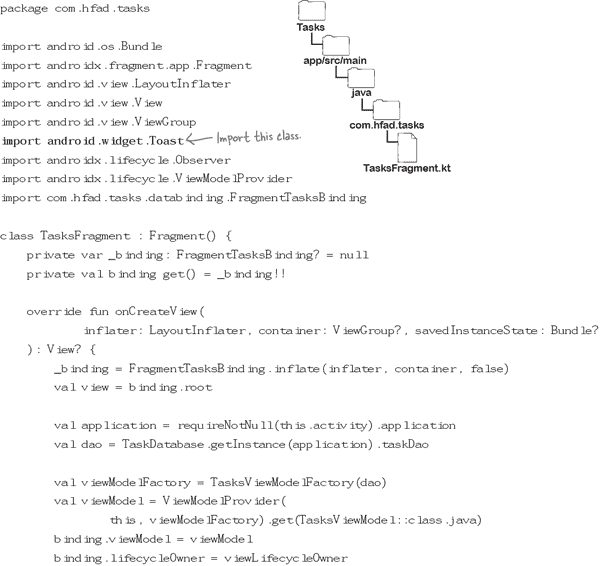 package com.hfad.tasks
import android.os.Bundle
import androidx.fragment.app.Fragment
import android.view.LayoutInflater
import android.view.View
import android.view.ViewGroup
import android.widget.Toast
Import this class.
import androidx.lifecycle.Observer
import androidx.lifecycle.ViewModelProvider
import com.hfad.tasks.databinding.FragmentTasksBinding
Tasks
app/src/main
java
com.hfad.tasks
TasksFragment.kt
class TasksFragment : Fragment() {
    private var _binding: FragmentTasksBinding? = null
    private val binding get() = _binding!!
    override fun onCreateView(
            inflater: LayoutInflater, container: ViewGroup?, savedInstanceState: Bundle?
    ): View? {
        _binding = FragmentTasksBinding.inflate(inflater, container, false)
        val view = binding.root
        val application = requireNotNull(this.activity).application
        val dao = TaskDatabase.getInstance(application).taskDao
        val viewModelFactory = TasksViewModelFactory(dao)
        val viewModel = ViewModelProvider(
                this, viewModelFactory).get(TasksViewModel::class.java)
        binding.viewModel = viewModel
        binding.lifecycleOwner = viewLifecycleOwner